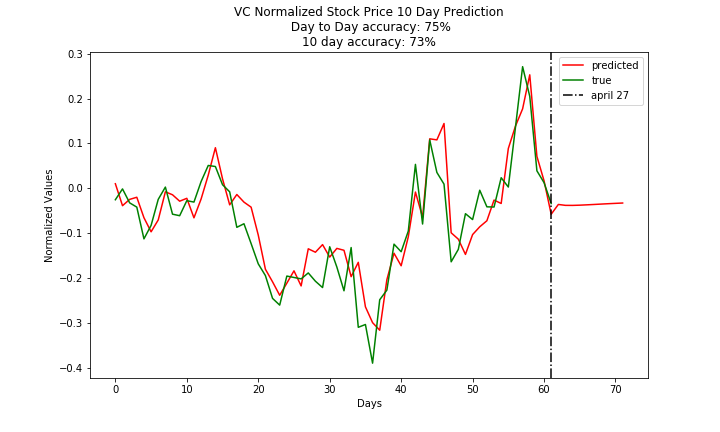 VC Normalized Stock Price 10 Day Prediction
Day to Day accuracy: 75%
10 day accuracy: 73%
predicted
true
april 27
0.3
0.2
0.1
0.0
−0.1
−0.2
−0.3
−0.4
Normalized Values
0 10 20 30 40 50 60 70
Days